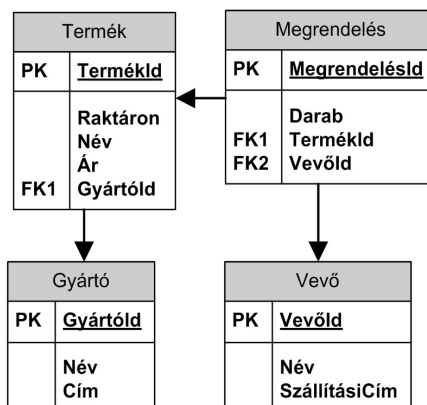 Termék
PK TermékId
Raktáron
Név
Ár
FK1 GyártóId
Megrendelés
PK MegrendelésId
Darab
FK1 TermékId
FK2 VevőId
Gyártó
PK GyártóId
Név
Cím
Vevő
PK VevőId
Név
SzállításiCím